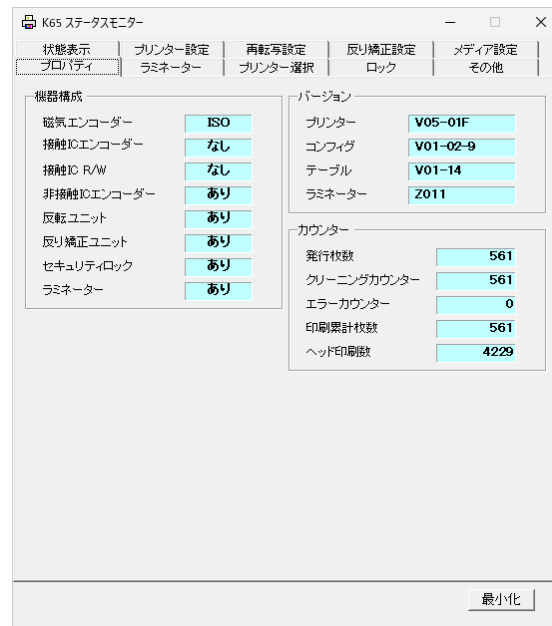 K65 ステータスモニター
状態表示 プリンター設定 再転写設定 反り矯正設定 メディア設定
プロパティ ラミネーター プリンター選択 ロック その他
機器構成
磁気エンコーダー ISO
接触ICエンコーダー なし
接触IC R/W なし
非接触ICエンコーダー あり
反転ユニット あり
反り矯正ユニット あり
セキュリティロック あり
ラミネーター あり
バージョン
プリンター V05-01F
コンフィグ V01-02-9
テーブル V01-14
ラミネーター Z011
カウンター
発行枚数 561
クリーニングカウンター 561
エラーカウンター 0
印刷累計枚数 561
ヘッド印刷数 4229
最小化